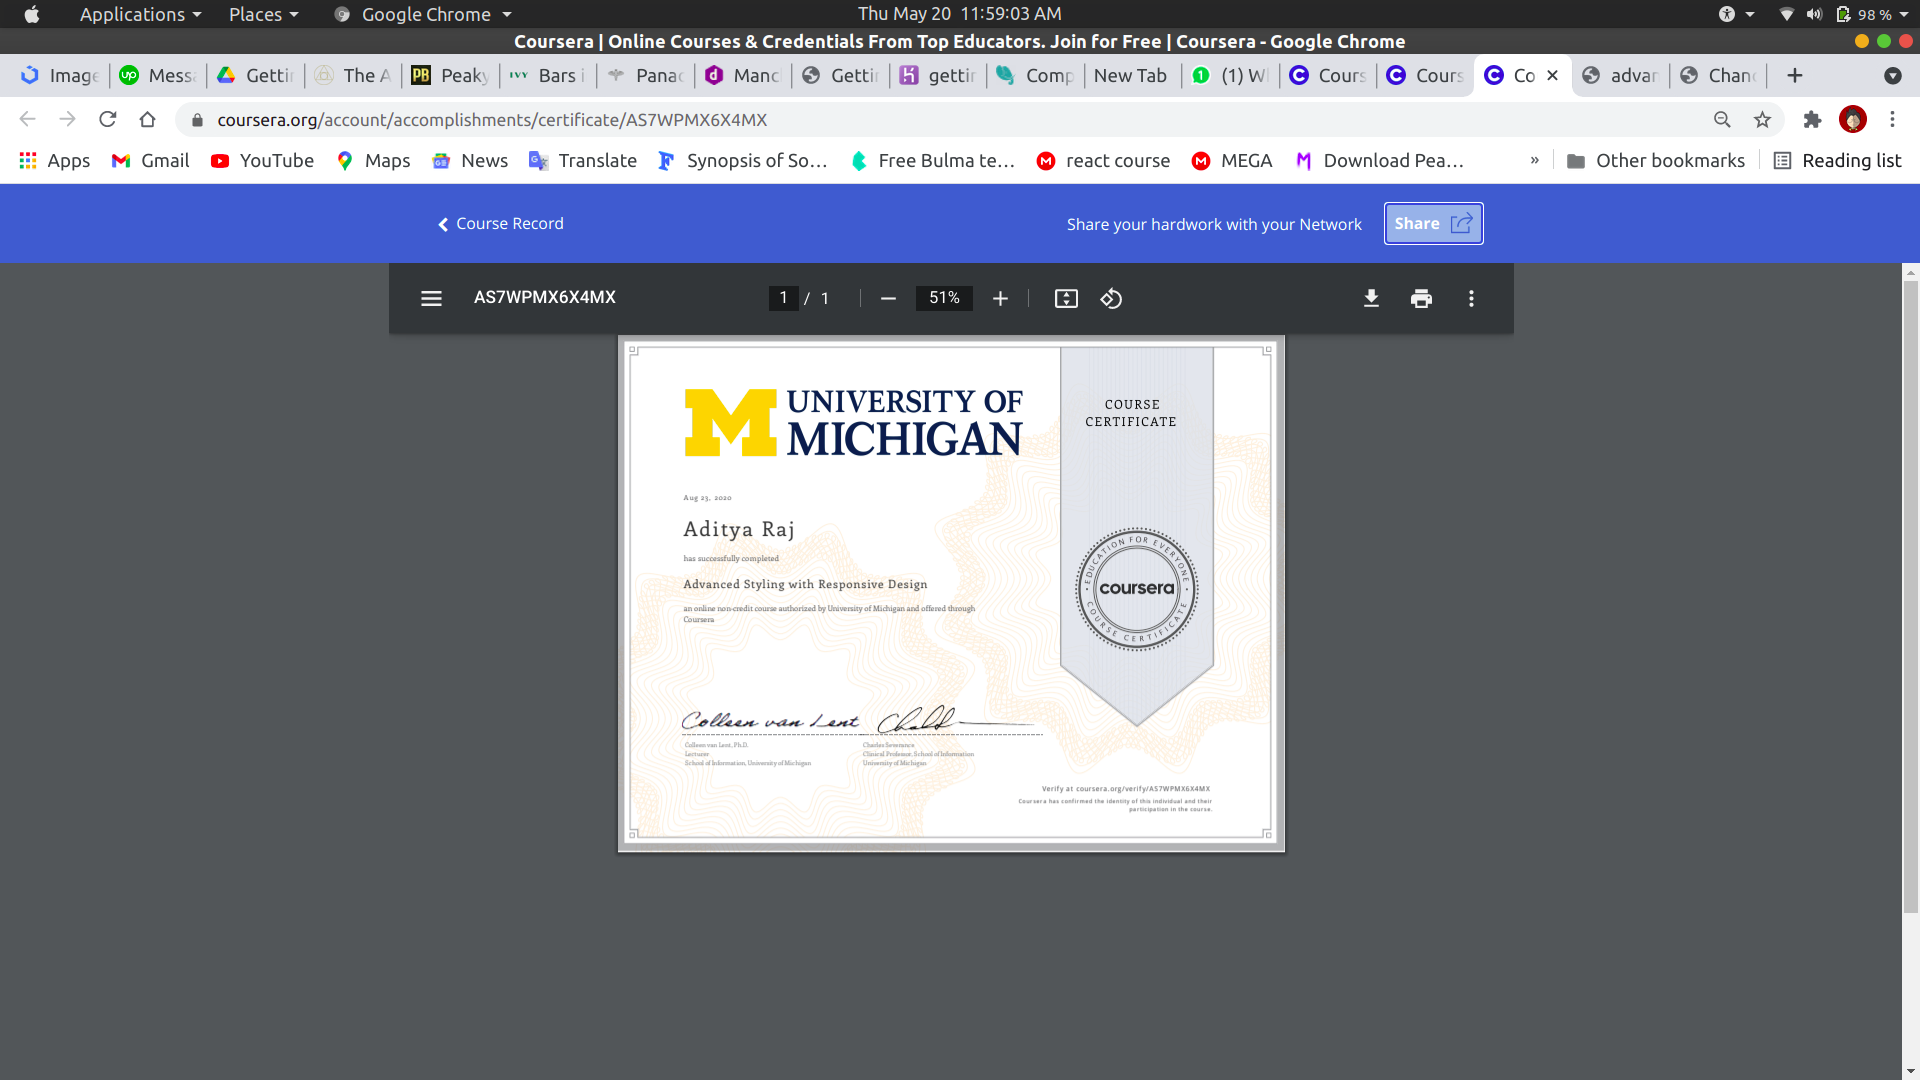 Applications Places Google Chrome Thu May 20 11:59:03 AM 98 %
Coursera | Online Courses & Credentials From Top Educators. Join for Free | Coursera - Google Chrome
Image Messa Gettin The A Peaky IVY Bars i Panac Manc Gettin gettin Comp New Tab (1) W Cours Cours Co advan Chan
coursera.org/account/accomplishments/certificate/AS7WPMX6X4MX
Apps Gmail YouTube Maps News Translate Synopsis of So... Free Bulma te... react course MEGA Download Pea... » Other bookmarks Reading list
Course Record Share your hardwork with your Network Share
AS7WPMX6X4MX 1 / 1 51%
M UNIVERSITY OF
MICHIGAN
COURSE
CERTIFICATE
Aug 23, 2020
Aditya Raj
has successfully completed
Advanced Styling with Responsive Design
an online non-credit course authorized by University of Michigan and offered through
Coursera
EDUCATION FOR EVERYONE
coursera
COURSE CERTIFICATE
Colleen van Lent
Colleen van Lent, Ph.D.
Lecturer
School of Information, University of Michigan
Charles Severance
Clinical Professor, School of Information
University of Michigan
Verify at coursera.org/verify/AS7WPMX6X4MX
Coursera has confirmed the identity of this individual and their
participation in the course.